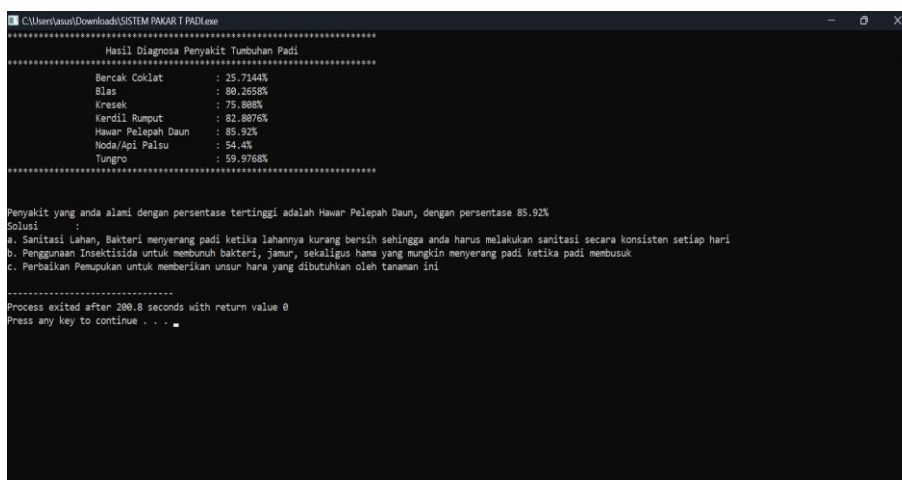 C:\Users\asus\Downloads\SISTEM PAKAR T PADI.exe
***********************************************************************
Hasil Diagnosa Penyakit Tumbuhan Padi
***********************************************************************
Bercak Coklat : 25.7144%
Blas : 80.2658%
Kresek : 75.808%
Kerdil Rumput : 82.8076%
Hawar Pelepah Daun : 85.92%
Noda/Api Palsu : 54.4%
Tungro : 59.9768%
***********************************************************************
Penyakit yang anda alami dengan persentase tertinggi adalah Hawar Pelepah Daun, dengan persentase 85.92%
Solusi :
a. Sanitasi Lahan, Bakteri menyerang padi ketika lahannya kurang bersih sehingga anda harus melakukan sanitasi secara konsisten setiap hari
b. Penggunaan Insektisida untuk membunuh bakteri, jamur, sekaligus hama yang mungkin menyerang padi ketika padi membusuk
c. Perbaikan Pemupukan untuk memberikan unsur hara yang dibutuhkan oleh tanaman ini
--------------------------------
Process exited after 200.8 seconds with return value 0
Press any key to continue . . .